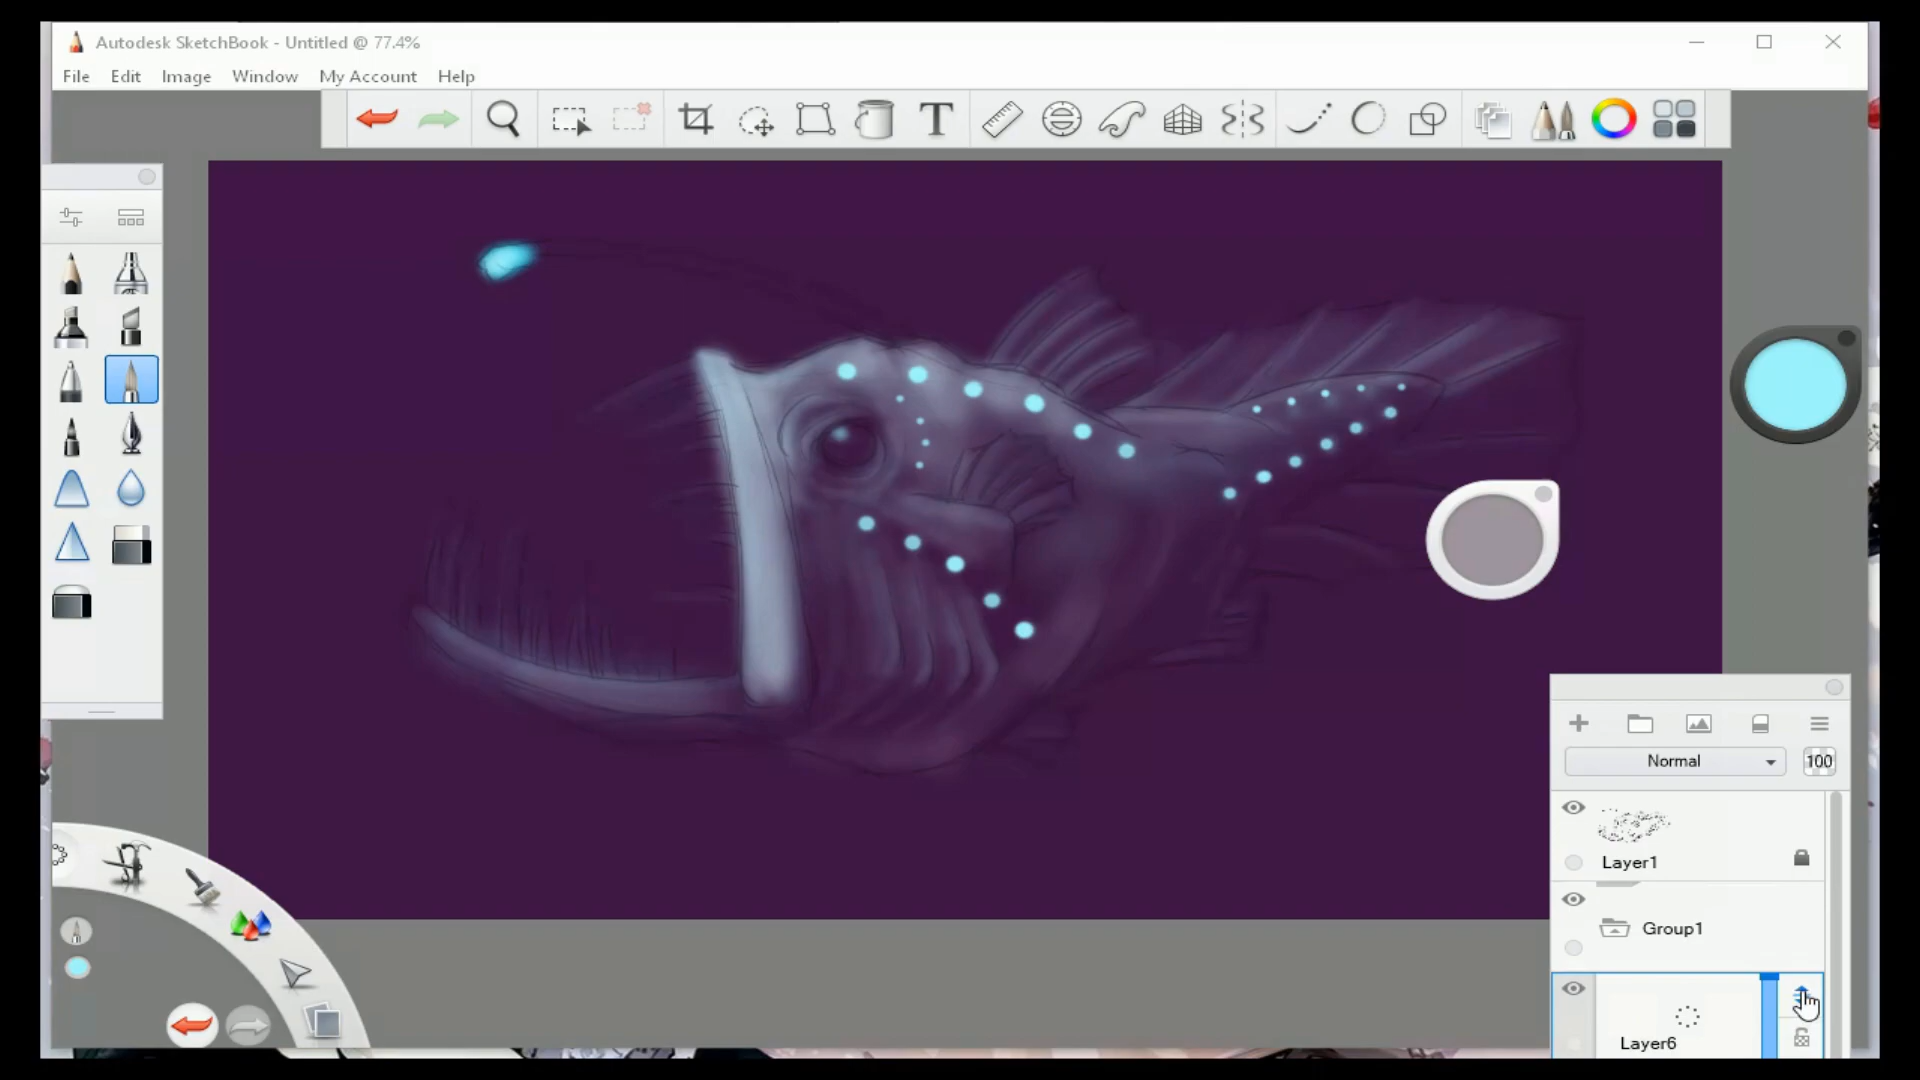 Autodesk SketchBook - Untitled @ 77.4%
File Edit Image Window My Account Help
T
Normal 100
Layer1
Group1
Layer6